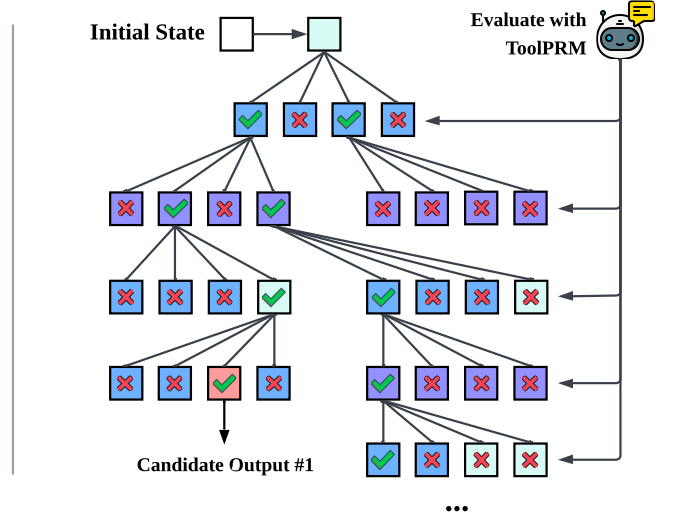 Initial State
Evaluate with
ToolPRM
Candidate Output #1
...